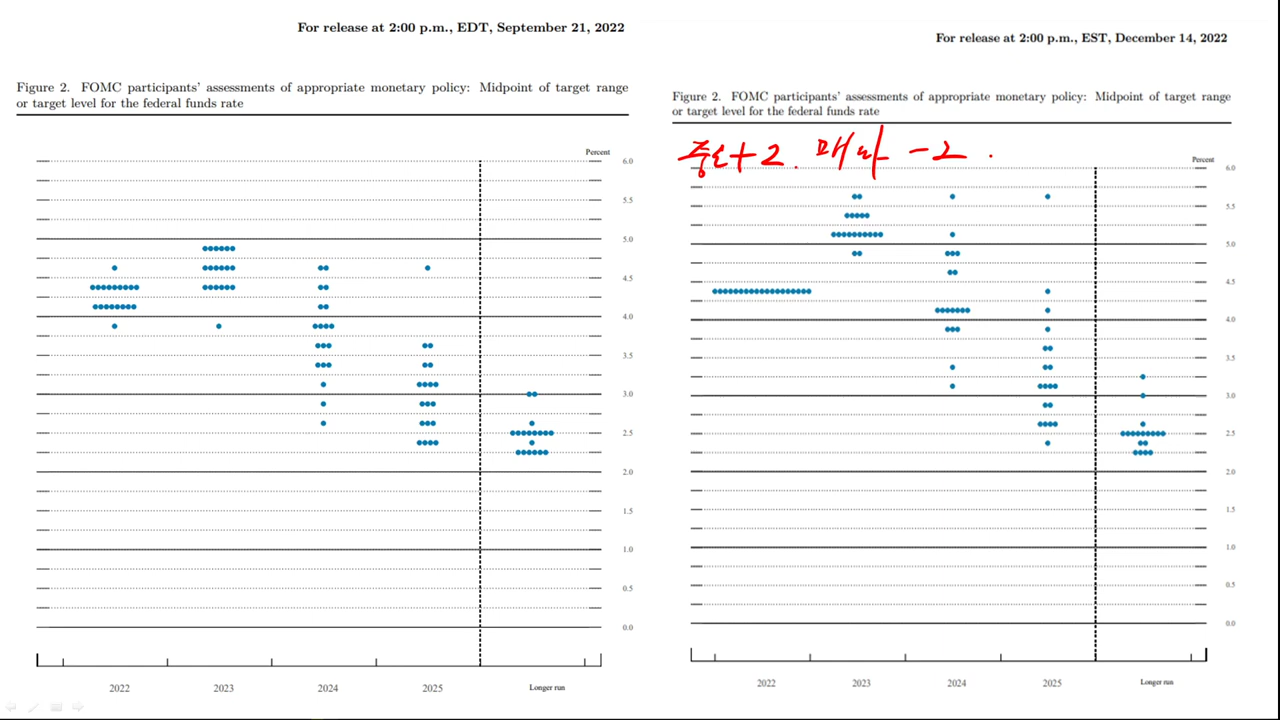 For release at 2:00 p.m., EDT, September 21, 2022
Figure 2. FOMC participants' assessments of appropriate monetary policy: Midpoint of target range
or target level for the federal funds rate
Percent
6.0
5.5
5.0
4.5
4.0
3.5
3.0
2.5
2.0
1.5
1.0
0.5
0.0
2022 2023 2024 2025 Longer run
For release at 2:00 p.m., EST, December 14, 2022
Figure 2. FOMC participants' assessments of appropriate monetary policy: Midpoint of target range
or target level for the federal funds rate
+2. 매파 -2.
Percent
6.0
5.5
5.0
4.5
4.0
3.5
3.0
2.5
2.0
1.5
1.0
0.5
0.0
2022 2023 2024 2025 Longer run